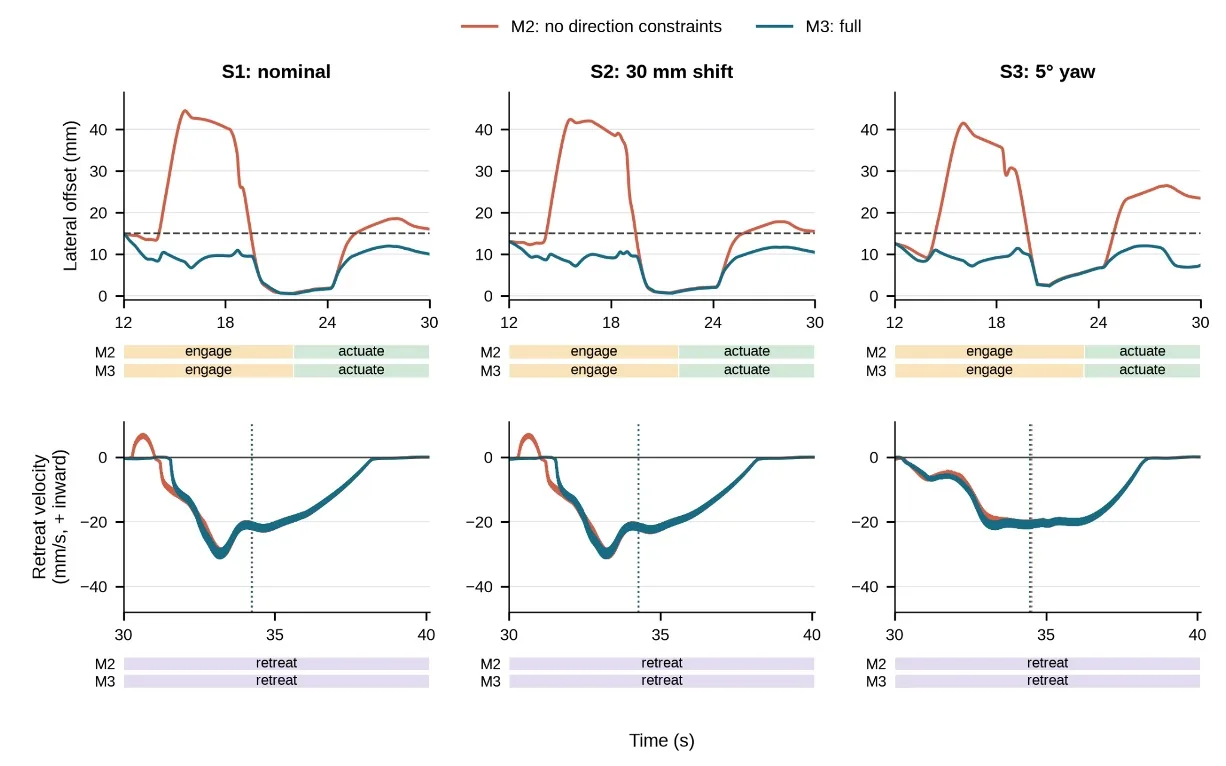 M2: no direction constraints M3: full
S1: nominal S2: 30 mm shift S3: 5° yaw
Lateral offset (mm)
40 40 40
30 30 30
20 20 20
10 10 10
0 0 0
12 18 24 30 12 18 24 30 12 18 24 30
M2 engage actuate M2 engage actuate M2 engage actuate
M3 engage actuate M3 engage actuate M3 engage actuate
Retreat velocity
(mm/s, + inward)
0 0 0
−20 −20 −20
−40 −40 −40
30 35 40 30 35 40 30 35 40
M2 retreat M2 retreat M2 retreat
M3 retreat M3 retreat M3 retreat
Time (s)